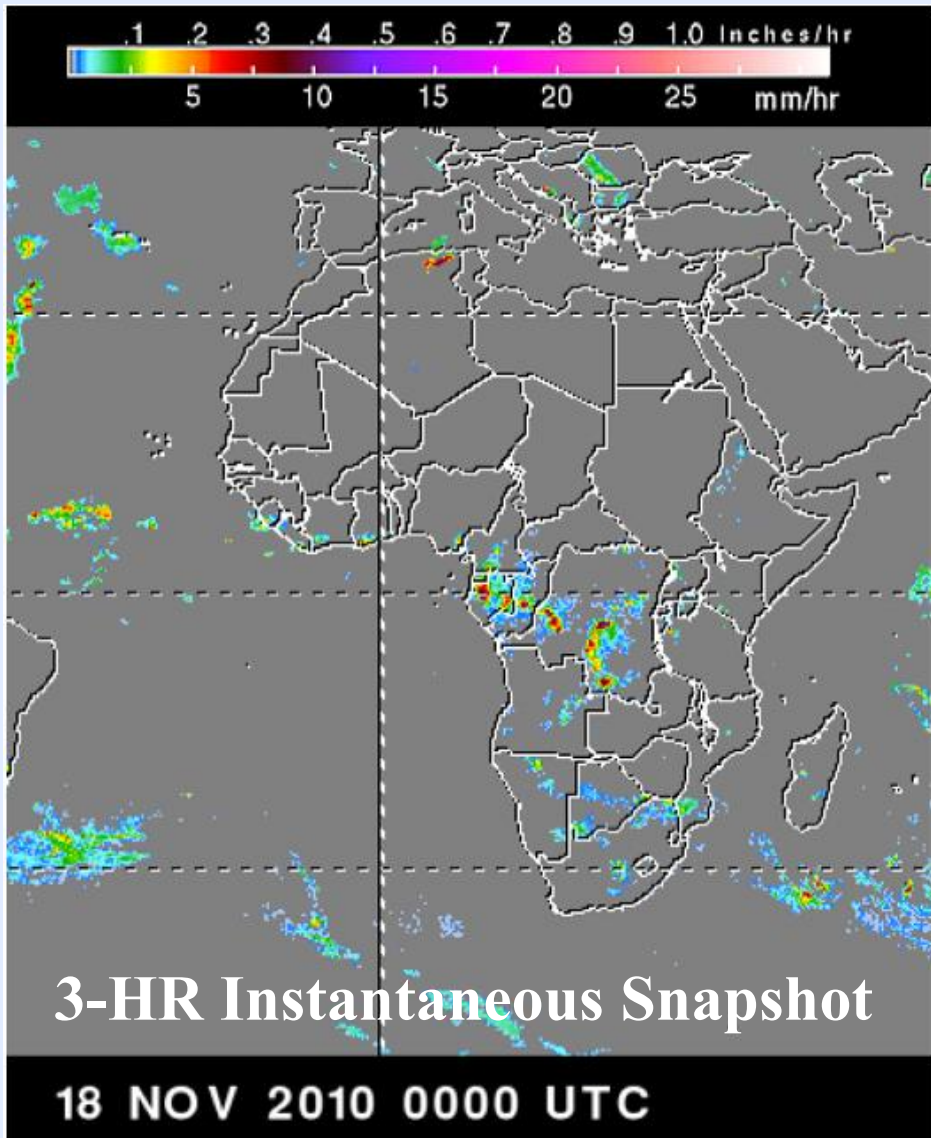 .1 .2 .3 .4 .5 .6 .7 .8 .9 1.0 Inches/hr
5 10 15 20 25 mm/hr
3-HR Instantaneous Snapshot
18 NOV 2010 0000 UTC